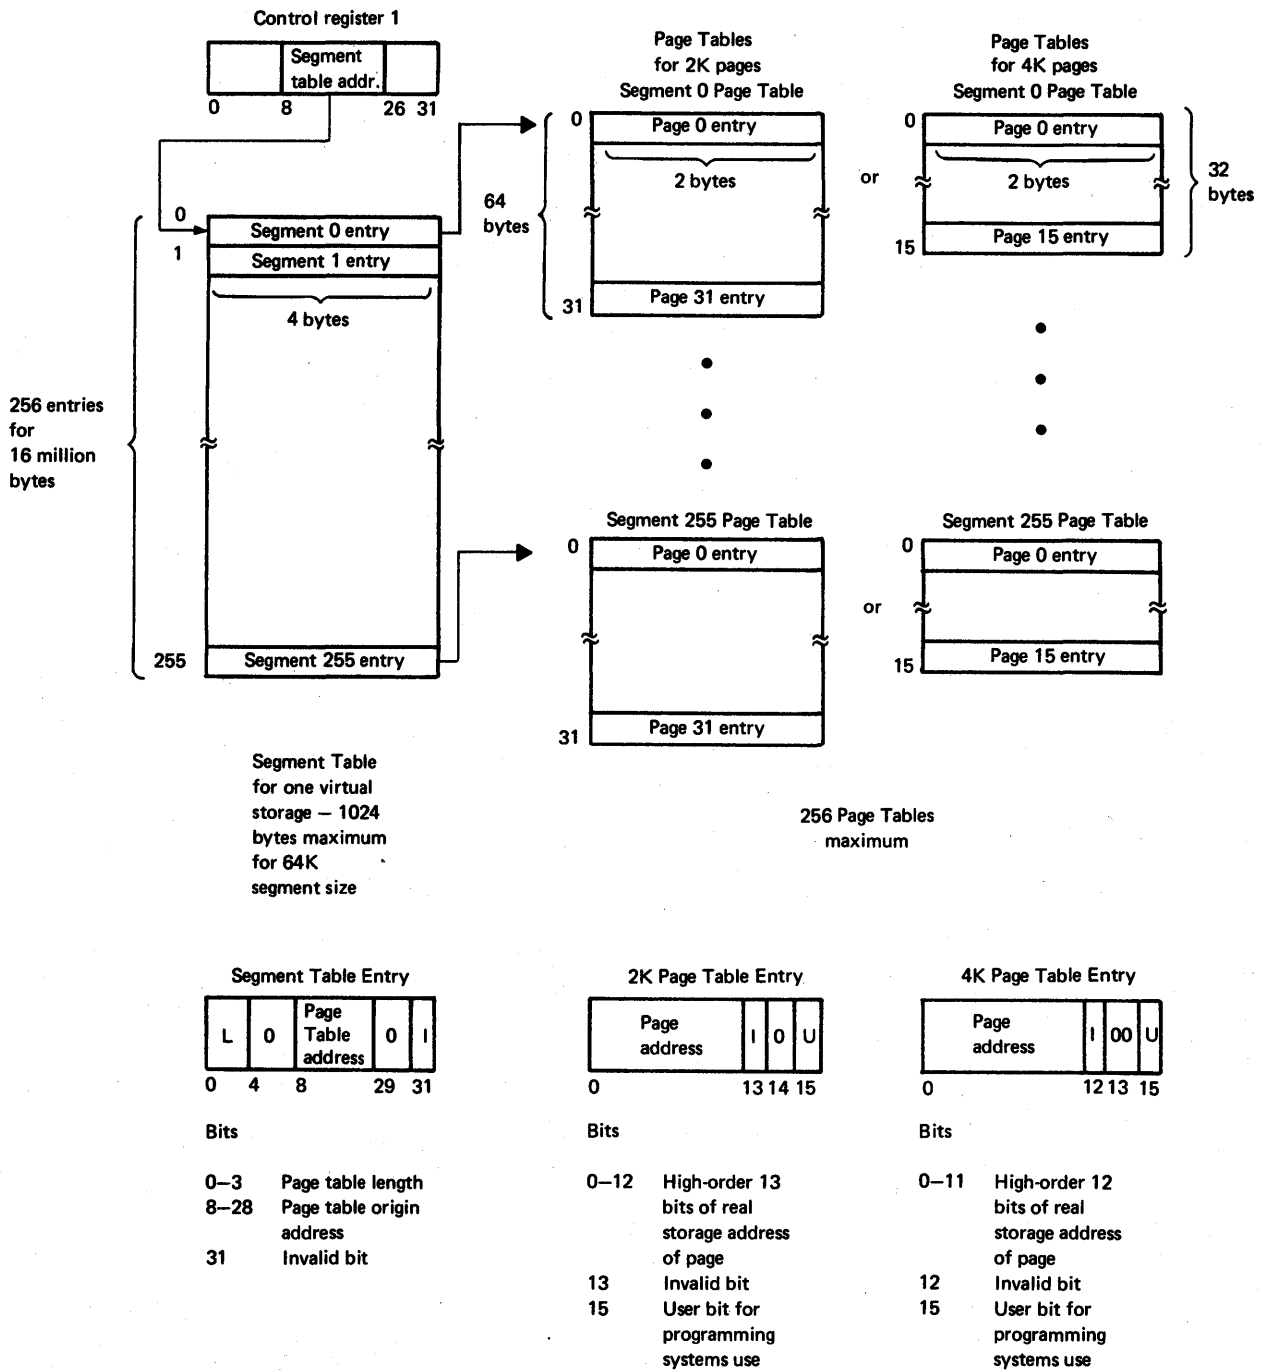 Control register 1
Segment
table addr.
0 8 26 31
Page Tables
for 2K pages
Segment 0 Page Table
0
Page 0 entry
2 bytes
64
bytes
Page 31 entry
31
or
Page Tables
for 4K pages
Segment 0 Page Table
0
Page 0 entry
2 bytes
32
bytes
Page 15 entry
15
0
Segment 0 entry
1
Segment 1 entry
4 bytes
256 entries
for
16 million
bytes
255
Segment 255 entry
Segment 255 Page Table
0
Page 0 entry
Page 31 entry
31
or
Segment 255 Page Table
0
Page 0 entry
Page 15 entry
15
Segment Table
for one virtual
storage — 1024
bytes maximum
for 64K
segment size
256 Page Tables
maximum
Segment Table Entry
L 0 Page Table address 0 I
0 4 8 29 31
Bits
0—3 Page table length
8—28 Page table origin
address
31 Invalid bit
2K Page Table Entry
Page
address
I 0 U
0 13 14 15
Bits
0—12 High-order 13
bits of real
storage address
of page
13 Invalid bit
15 User bit for
programming
systems use
4K Page Table Entry
Page
address
I 00 U
0 12 13 15
Bits
0—11 High-order 12
bits of real
storage address
of page
12 Invalid bit
15 User bit for
programming
systems use